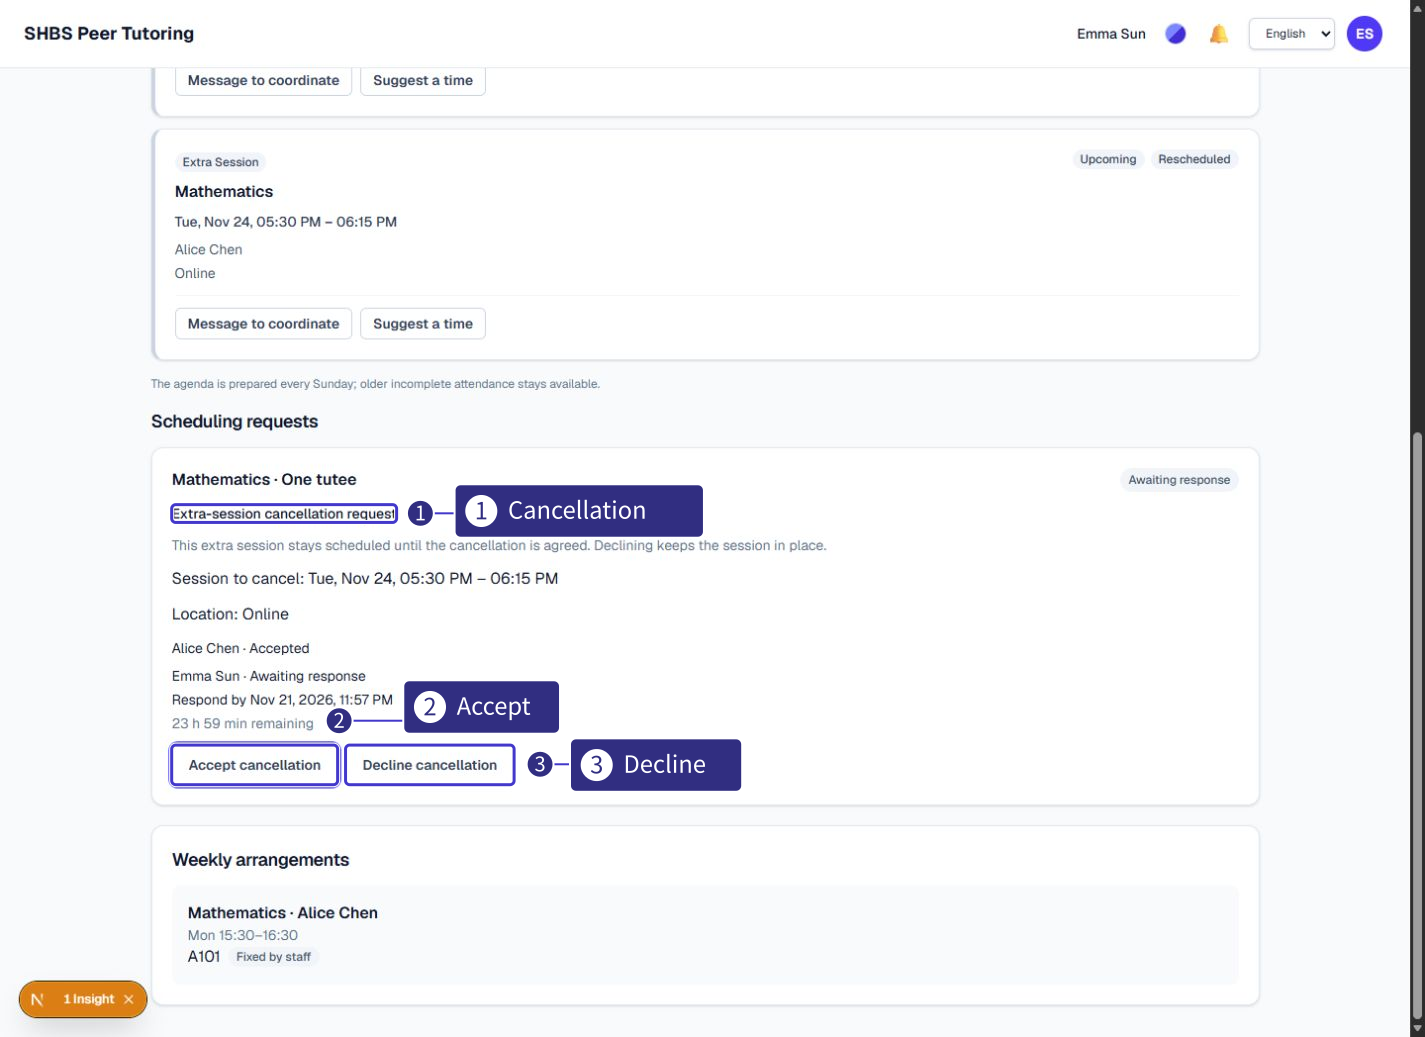 SHBS Peer Tutoring
Emma Sun
English
ES
Message to coordinate
Suggest a time
Extra Session
Upcoming
Rescheduled
Mathematics
Tue, Nov 24, 05:30 PM – 06:15 PM
Alice Chen
Online
Message to coordinate
Suggest a time
The agenda is prepared every Sunday; older incomplete attendance stays available.
Scheduling requests
Mathematics · One tutee
Awaiting response
Extra-session cancellation request
1
1 Cancellation
This extra session stays scheduled until the cancellation is agreed. Declining keeps the session in place.
Session to cancel: Tue, Nov 24, 05:30 PM – 06:15 PM
Location: Online
Alice Chen · Accepted
Emma Sun · Awaiting response
Respond by Nov 21, 2026, 11:57 PM
23 h 59 min remaining
2
2 Accept
Accept cancellation
Decline cancellation
3
3 Decline
Weekly arrangements
Mathematics · Alice Chen
Mon 15:30–16:30
A101 Fixed by staff
N 1 Insight ×